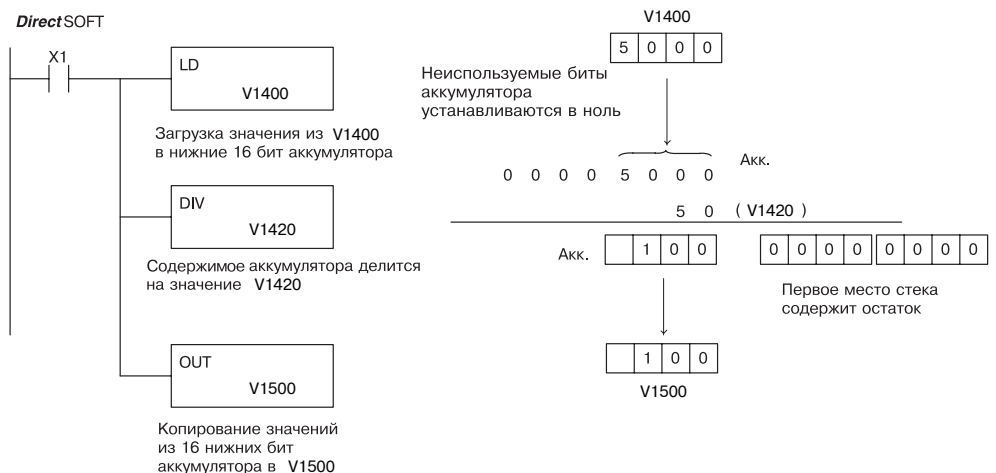 DirectSOFT
X1
LD
V1400
Загрузка значения из V1400
в нижние 16 бит аккумулятора
DIV
V1420
Содержимое аккумулятора делится
на значение V1420
OUT
V1500
Копирование значений
из 16 нижних бит
аккумулятора в V1500
V1400
5 0 0 0
Неиспользуемые биты
аккумулятора
устанавливаются в ноль
Акк.
0 0 0 0 5 0 0 0
5 0 ( V1420 )
Акк. 1 0 0 0 0 0 0 0 0 0 0
Первое место стека
содержит остаток
1 0 0
V1500